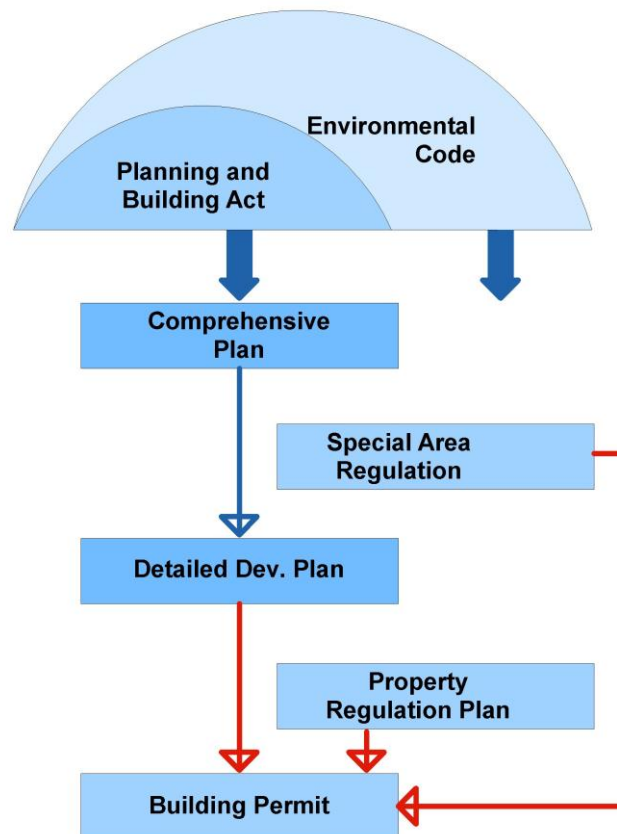 Environmental
Code
Planning and
Building Act
Comprehensive
Plan
Special Area
Regulation
Detailed Dev. Plan
Property
Regulation Plan
Building Permit